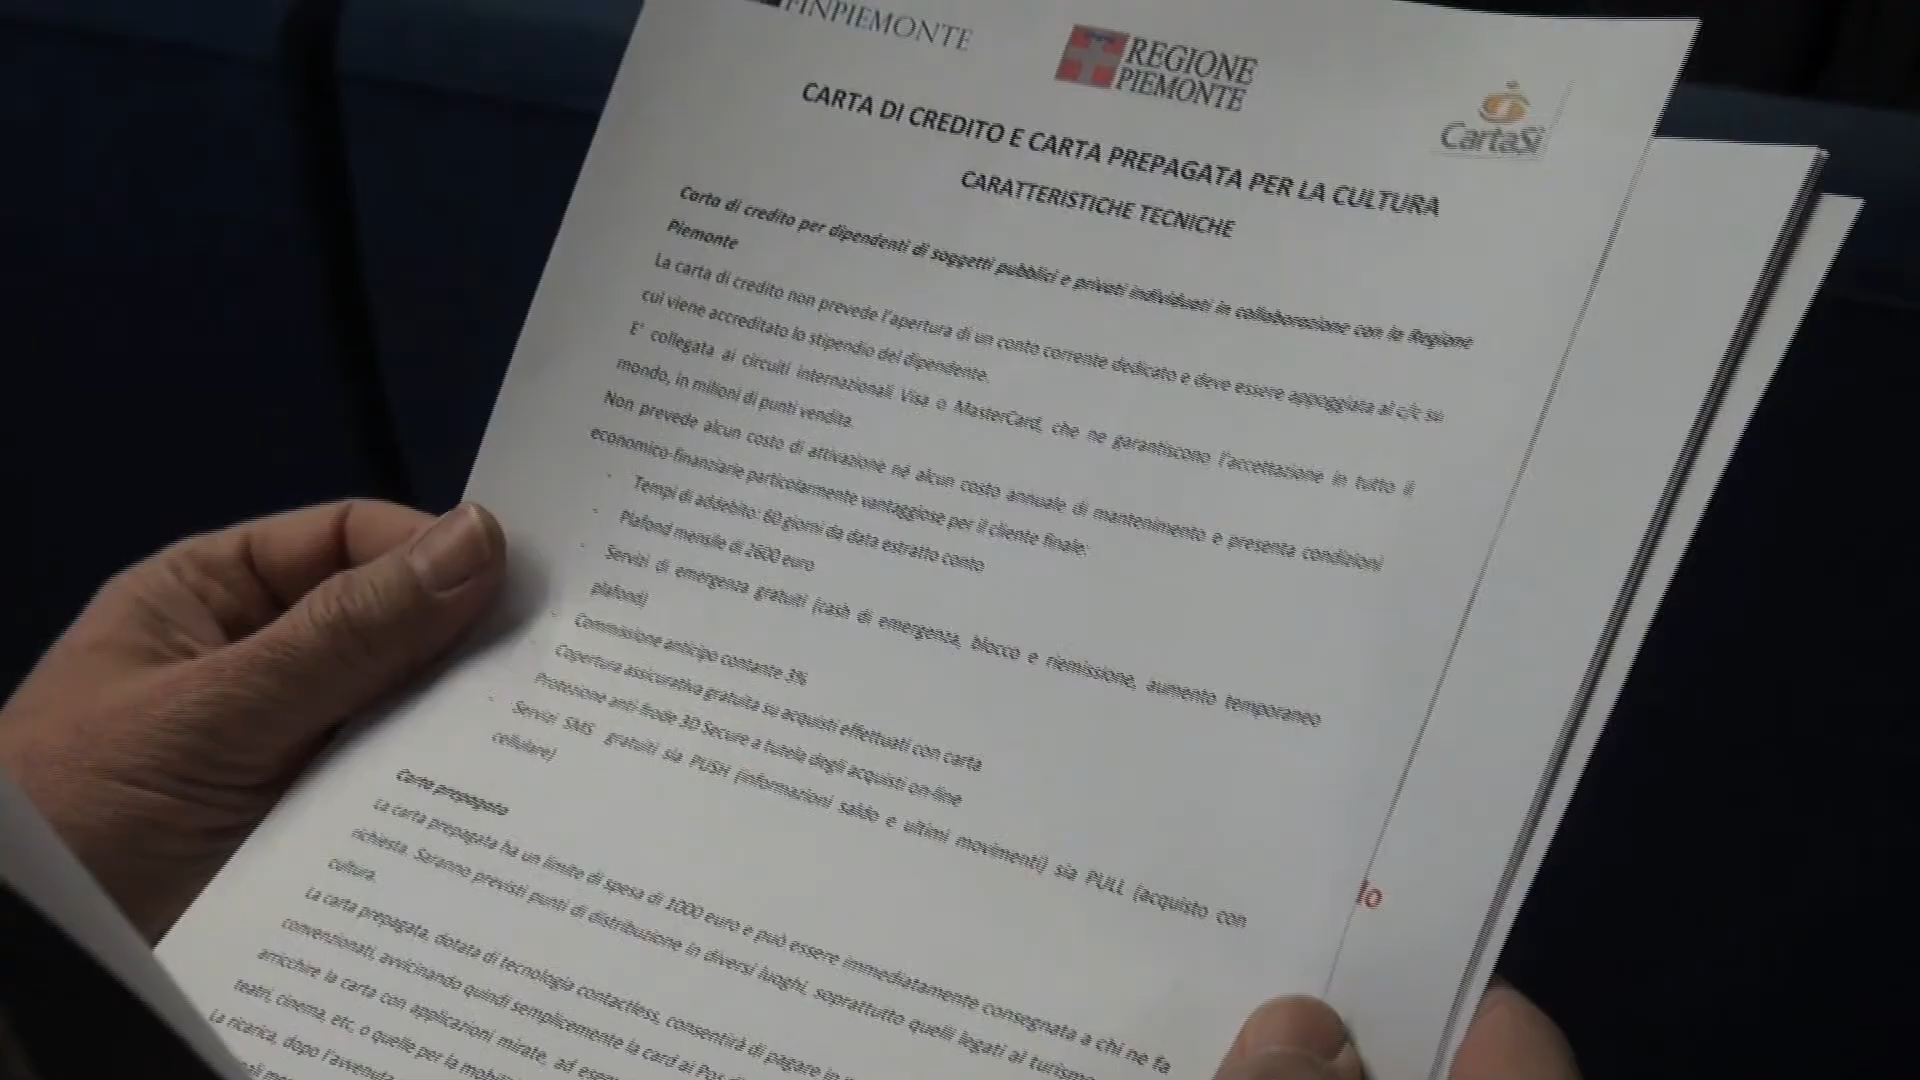 FINPIEMONTE
REGIONE
PIEMONTE
CartaSi
CARTA DI CREDITO E CARTA PREPAGATA PER LA CULTURA
CARATTERISTICHE TECNICHE
Carta di credito per dipendenti di soggetti pubblici e privati individuati in collaborazione con la Regione
Piemonte
La carta di credito non prevede l'apertura di un conto corrente dedicato e deve essere appoggiata al c/c su
cui viene accreditato lo stipendio del dipendente.
E' collegata ai circuiti internazionali Visa o MasterCard, che ne garantiscono l'accettazione in tutto il
mondo, in milioni di punti vendita.
Non prevede alcun costo di attivazione né alcun costo annuale di mantenimento e presenta condizioni
economico-finanziarie particolarmente vantaggiose per il cliente finale:
- Tempi di addebito: 60 giorni da data estratto conto
- Plafond mensile di 2600 euro
- Servizi di emergenza gratuiti (cash di emergenza, blocco e riemissione, aumento temporaneo
plafond)
- Commissione anticipo contante 3%
- Copertura assicurativa gratuita su acquisti effettuati con carta
Protezione anti-frode 3D Secure a tutela degli acquisti on-line
- Servizi SMS gratuiti sia PUSH (informazioni saldo e ultimi movimenti) sia PULL (acquisto con
cellulare)
Carta prepagata
La carta prepagata ha un limite di spesa di 1000 euro e può essere immediatamente consegnata a chi ne fa
richiesta. Saranno previsti punti di distribuzione in diversi luoghi, soprattutto quelli legati al turismo
cultura.
La carta prepagata, dotata di tecnologia contactless, consentirà di pagare in
convenzionati, avvicinando quindi semplicemente la card ai Pos
arricchire la carta con applicazioni mirate, ad esem
teatri, cinema, etc, o quelle per la mobili
La ricarica, dopo l'avvenuta
lo